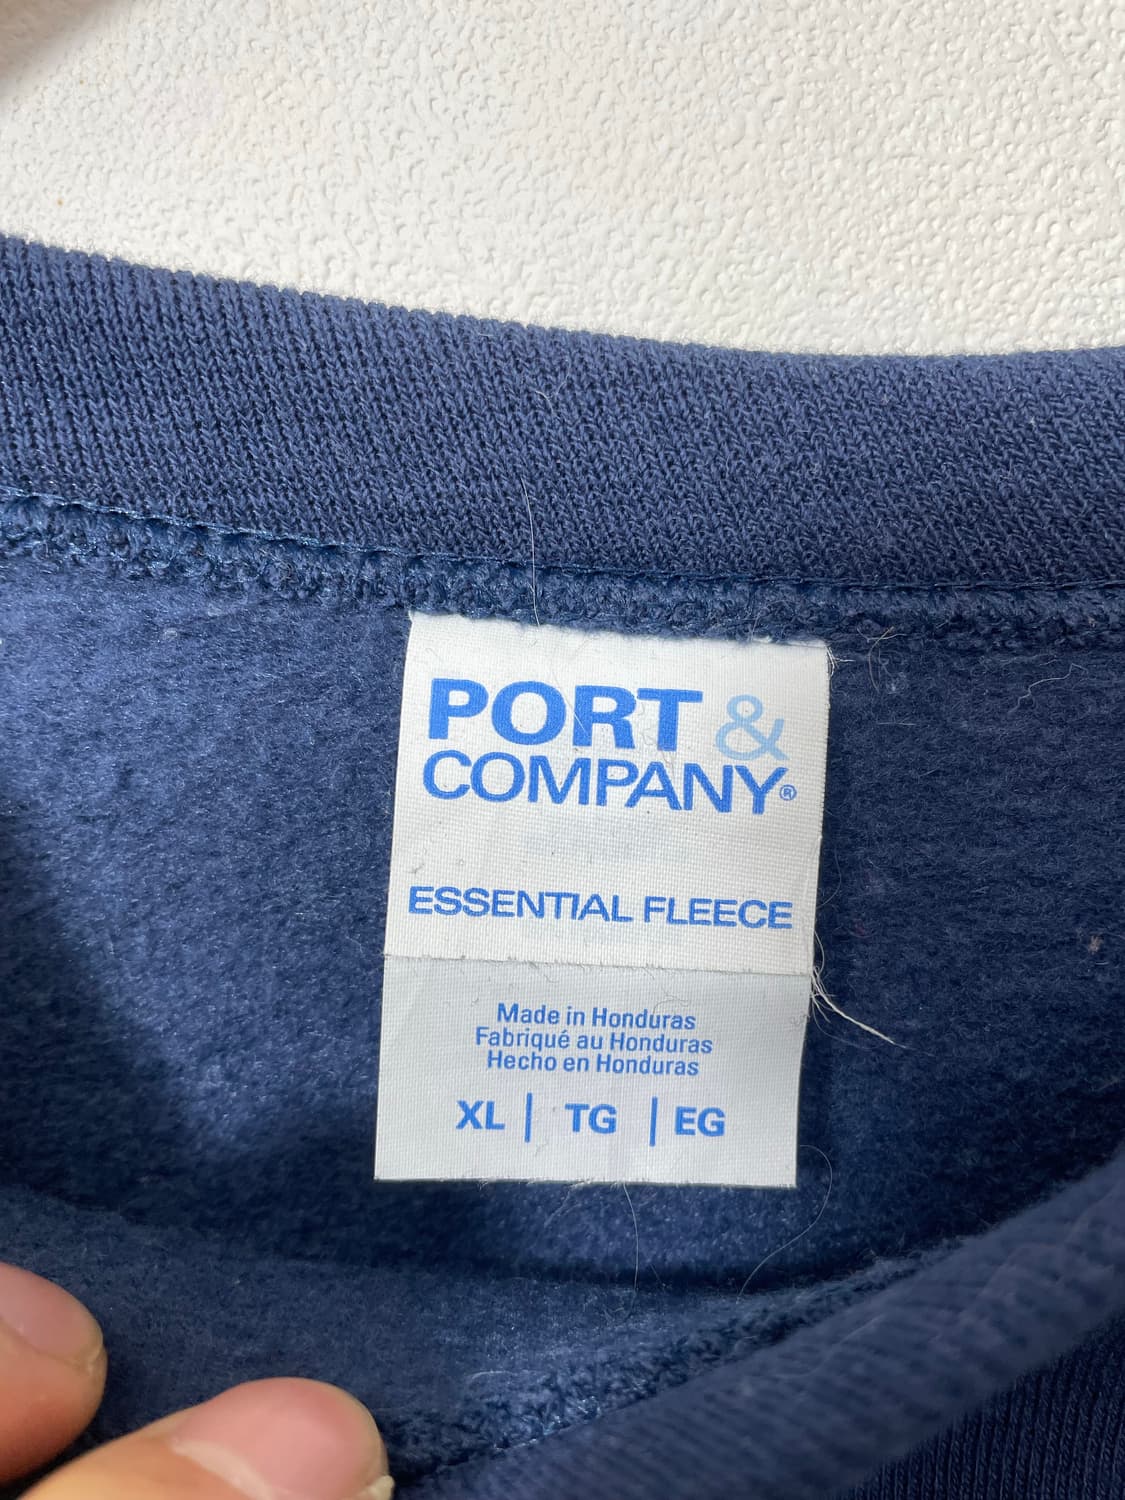 PORT &
COMPANY®
ESSENTIAL FLEECE
Made in Honduras
Fabriqué au Honduras
Hecho en Honduras
XL | TG | EG